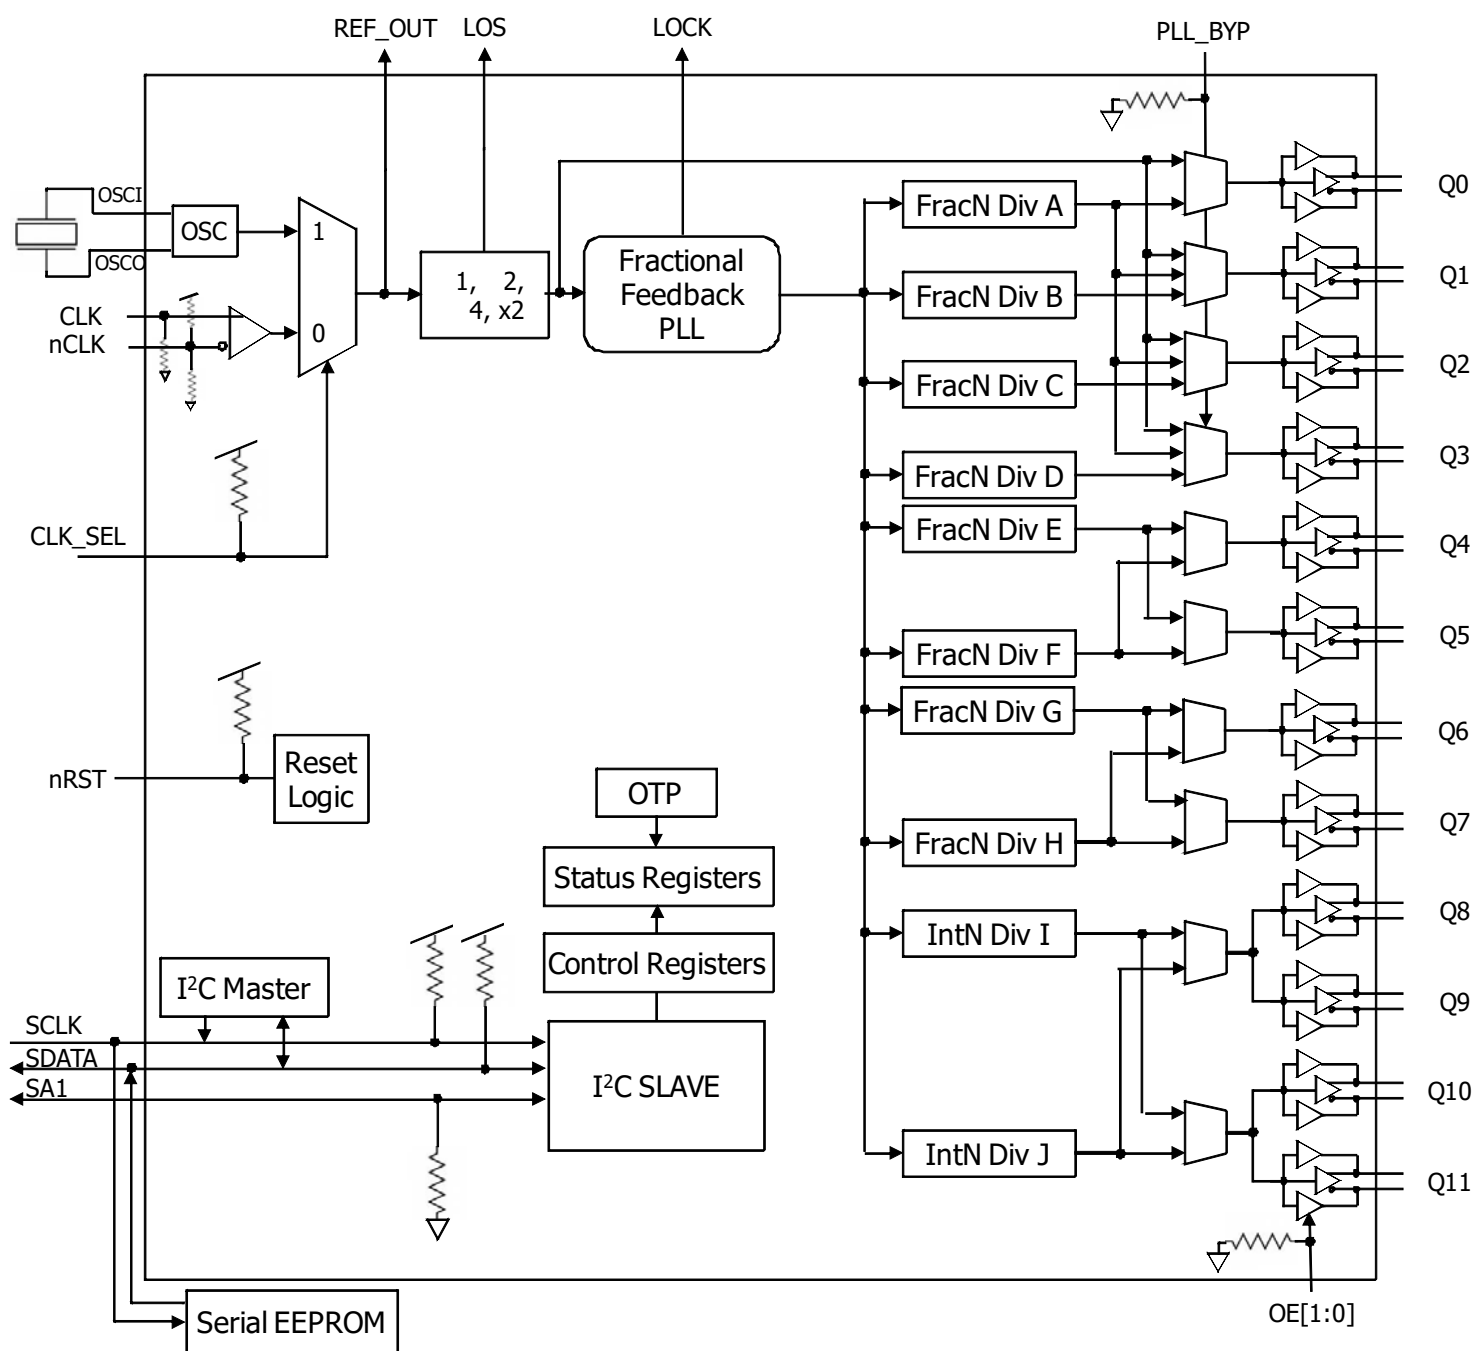 REF_OUT LOS LOCK PLL_BYP
OSCI
OSC
OSCO
1
0
CLK
nCLK
1, 2,
4, x2
Fractional
Feedback
PLL
CLK_SEL
nRST
Reset
Logic
OTP
Status Registers
Control Registers
I²C Master
I²C SLAVE
SCLK
SDATA
SA1
Serial EEPROM
FracN Div A
FracN Div B
FracN Div C
FracN Div D
FracN Div E
FracN Div F
FracN Div G
FracN Div H
IntN Div I
IntN Div J
Q0
Q1
Q2
Q3
Q4
Q5
Q6
Q7
Q8
Q9
Q10
Q11
OE[1:0]